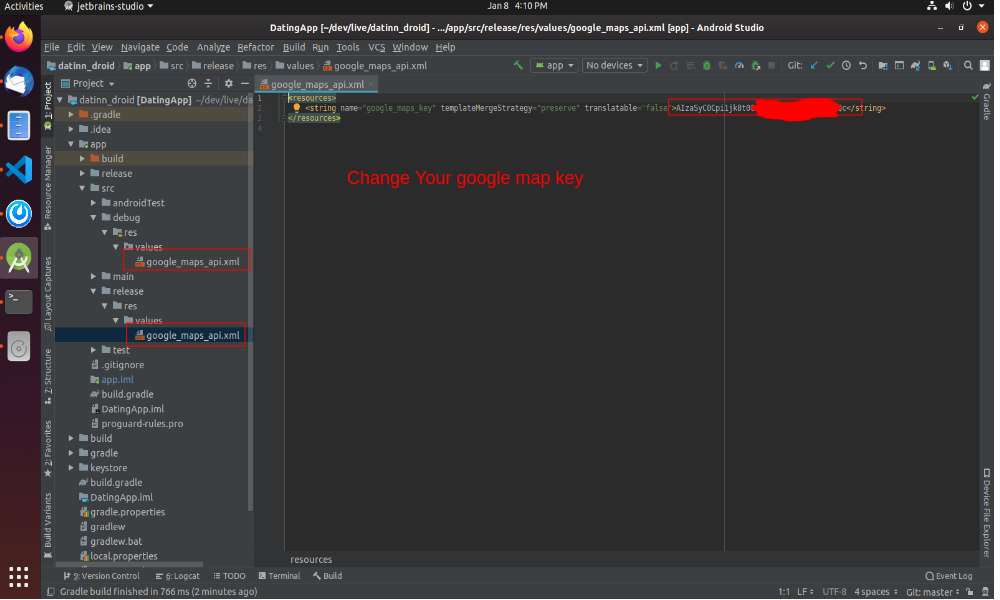 Activities
jetbrains-studio
Jan 8 4:10 PM
DatingApp [~/dev/live/datinn_droid] - .../app/src/release/res/values/google_maps_api.xml [app] - Android Studio
File Edit View Navigate Code Analyze Refactor Build Run Tools VCS Window Help
datinn_droid app src release res values google_maps_api.xml
app No devices Git:
Project
google_maps_api.xml
datinn_droid [DatingApp] ~/dev/live/da
.gradle
.idea
app
build
release
src
androidTest
debug
res
values
google_maps_api.xml
main
release
res
values
google_maps_api.xml
test
.gitignore
app.iml
build.gradle
DatingApp.iml
proguard-rules.pro
build
gradle
keystore
build.gradle
DatingApp.iml
gradle.properties
gradlew
gradlew.bat
local.properties
1: Project
Resource Manager
Layout Captures
Z: Structure
2: Favorites
Build Variants
1 <resources>
2 <string name="google_maps_key" templateMergeStrategy="preserve" translatable="false"> </string>
3 </resources>
4
Change Your google map key
Gradle
Device File Explorer
resources
9: Version Control 6: Logcat TODO Terminal Build Event Log
Gradle build finished in 766 ms (2 minutes ago)
1:1 LF UTF-8 4 spaces Git: master